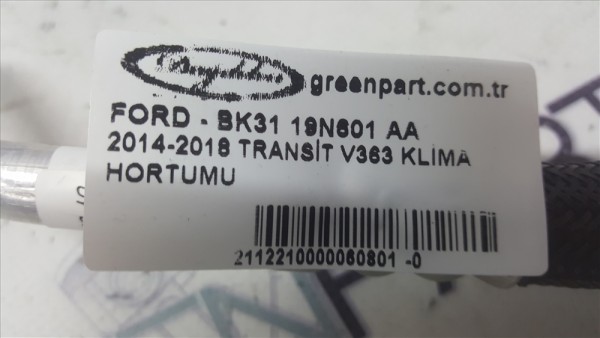 greenpart.com.tr
FORD - BK31 19N601 AA
2014-2018 TRANSİT V363 KLİMA
HORTUMU
2112210000060801 -0